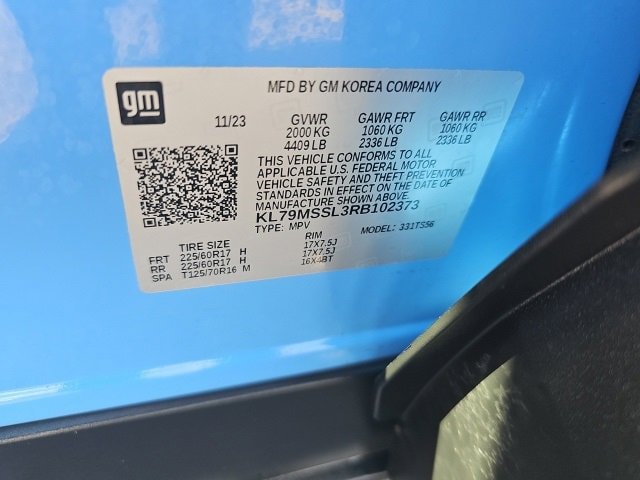 gm
MFD BY GM KOREA COMPANY
11/23 GVWR GAWR FRT GAWR RR
2000 KG 1060 KG 1060 KG
4409 LB 2336 LB 2336 LB
THIS VEHICLE CONFORMS TO ALL
APPLICABLE U.S. FEDERAL MOTOR
VEHICLE SAFETY AND THEFT PREVENTION
STANDARDS IN EFFECT ON THE DATE OF
MANUFACTURE SHOWN ABOVE.
KL79MSSL3RB102373
TYPE: MPV MODEL: 331TS56
TIRE SIZE RIM
FRT 225/60R17 H 17X7.5J
RR 225/60R17 H 17X7.5J
SPA T125/70R16 M 16X4BT